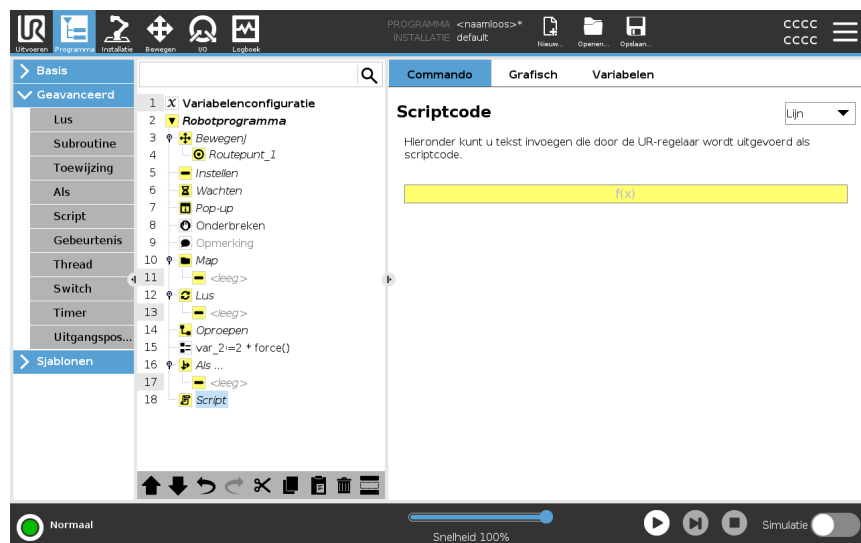 PROGRAMMA <naamloos>*
INSTALLATIE default
CCCC
CCCC
Uitvoeren Programma Installatie Bewegen I/O Logboek Nieuw... Openen... Opslaan...
Basis
Geavanceerd
Lus
Subroutine
Toewijzing
Als
Script
Gebeurtenis
Thread
Switch
Timer
Uitgangspos...
Sjablonen
1 X Variabelenconfiguratie
2 Robotprogramma
3 BewegenJ
4 Routepunt_1
5 Instellen
6 Wachten
7 Pop-up
8 Onderbreken
9 Opmerking
10 Map
11 <leeg>
12 Lus
13 <leeg>
14 Oproepen
15 var_2:=2 * force()
16 Als ...
17 <leeg>
18 Script
Commando Grafisch Variabelen
Scriptcode
Lijn
Hieronder kunt u tekst invoegen die door de UR-regelaar wordt uitgevoerd als
scriptcode.
f(x)
Normaal
Snelheid 100%
Simulatie